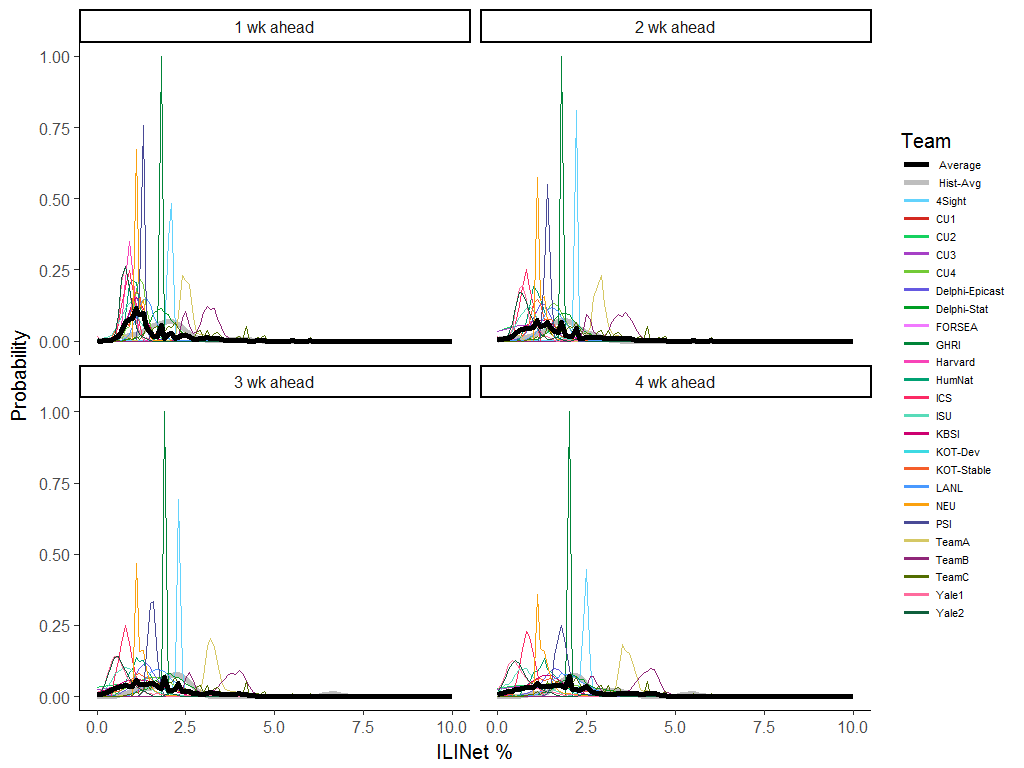 1 wk ahead
2 wk ahead
1.00
0.75
0.50
0.25
0.00
3 wk ahead
4 wk ahead
1.00
0.75
0.50
0.25
0.00
0.0
2.5
5.0
7.5
10.0
0.0
2.5
5.0
7.5
10.0
ILINet %
Probability
Team
Average
Hist-Avg
4Sight
CU1
CU2
CU3
CU4
Delphi-Epicast
Delphi-Stat
FORSEA
GHRI
Harvard
HumNat
ICS
ISU
KBSI
KOT-Dev
KOT-Stable
LANL
NEU
PSI
TeamA
TeamB
TeamC
Yale1
Yale2